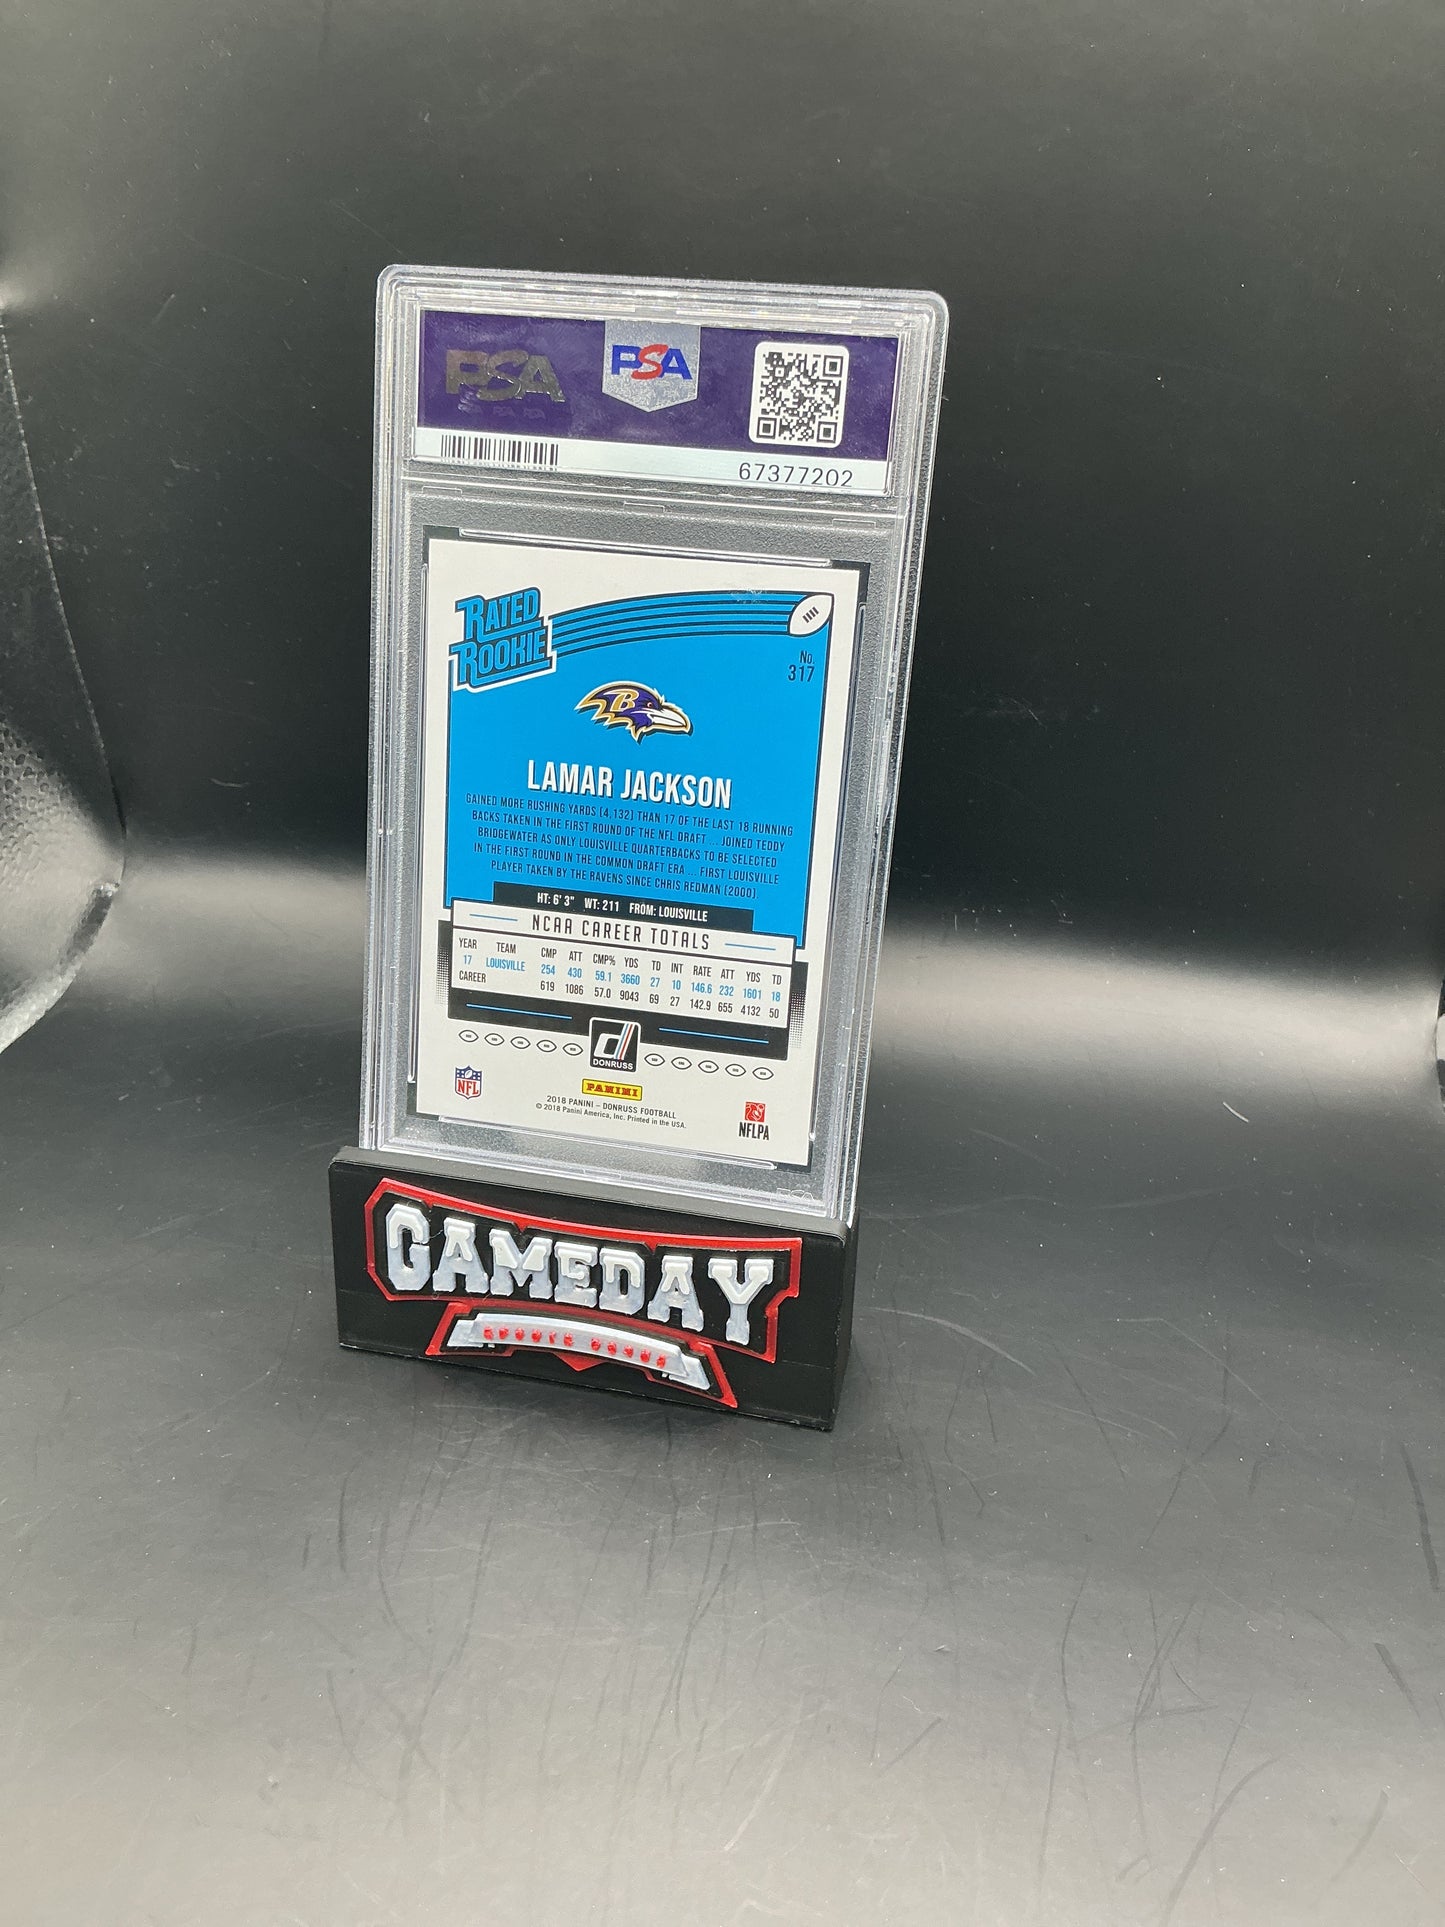 PSA
PSA
PSA PSA PSA
67377202
RATED
ROOKIE
No.
317
B
LAMAR JACKSON
GAINED MORE RUSHING YARDS (4,132) THAN 17 OF THE LAST 18 RUNNING
BACKS TAKEN IN THE FIRST ROUND OF THE NFL DRAFT ... JOINED TEDDY
BRIDGEWATER AS ONLY LOUISVILLE QUARTERBACKS TO BE SELECTED
IN THE FIRST ROUND IN THE COMMON DRAFT ERA ... FIRST LOUISVILLE
PLAYER TAKEN BY THE RAVENS SINCE CHRIS REDMAN (2000).
HT: 6' 3" WT: 211 FROM: LOUISVILLE
NCAA CAREER TOTALS
YEAR TEAM CMP ATT CMP% YDS TD INT RATE ATT YDS TD
17 LOUISVILLE 254 430 59.1 3660 27 10 146.6 232 1601 18
CAREER 619 1086 57.0 9043 69 27 142.9 655 4132 50
d
DONRUSS
NFL
PANINI
2018 PANINI – DONRUSS FOOTBALL
© 2018 Panini America, Inc. Printed in the USA.
NFLPA
PSA
GAMEDAY